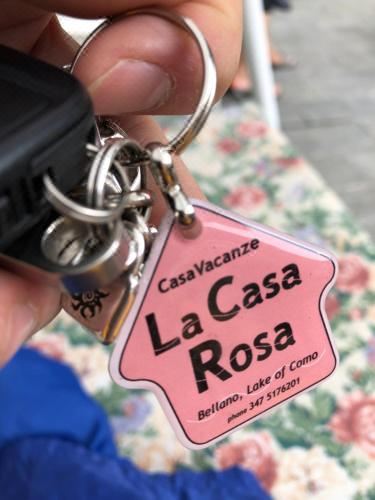 CasaVacanze
La Casa
Rosa
Bellano, Lake of Como
phone 347 5176201